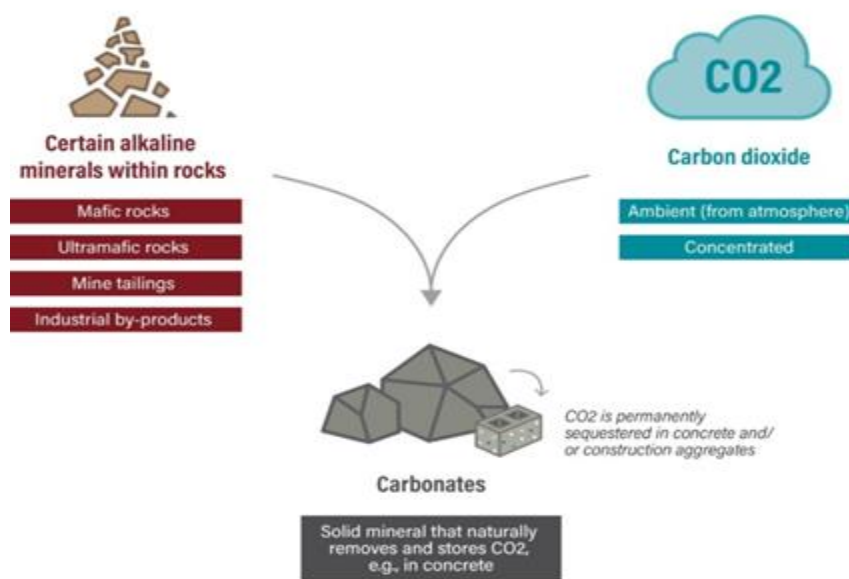 Certain alkaline
minerals within rocks
Mafic rocks
Ultramafic rocks
Mine tailings
Industrial by-products
CO2
Carbon dioxide
Ambient (from atmosphere)
Concentrated
CO2 is permanently
sequestered in concrete and/
or construction aggregates
Carbonates
Solid mineral that naturally
removes and stores CO2,
e.g., in concrete